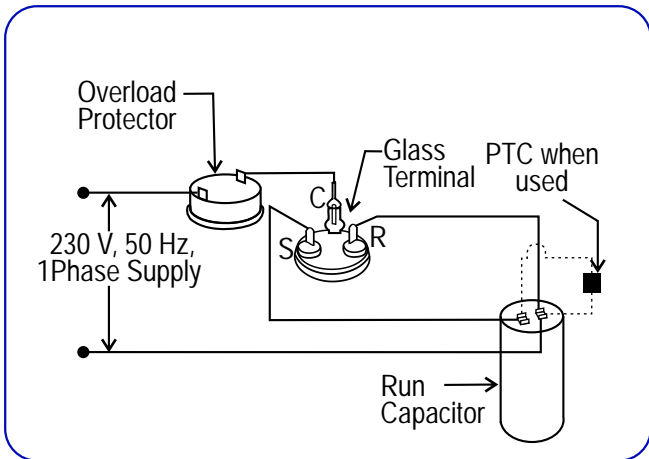 Overload
Protector
Glass
Terminal
PTC when
used
C
S
R
230 V, 50 Hz,
1Phase Supply
Run
Capacitor